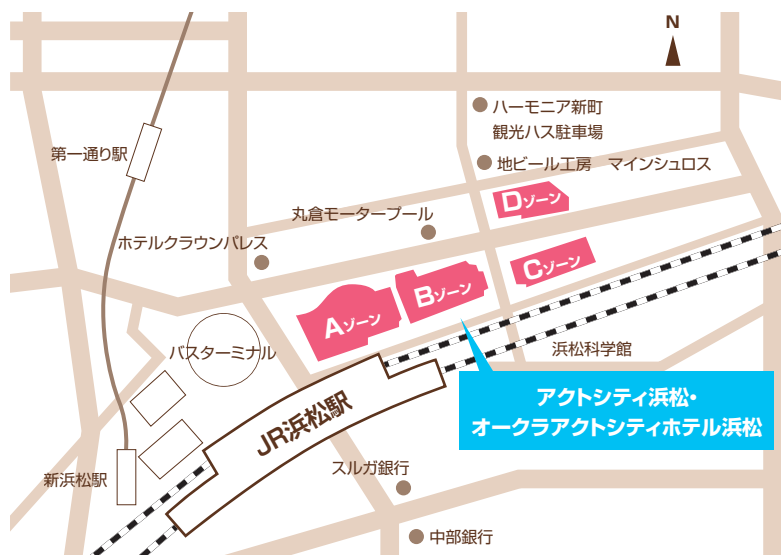 N
ハーモニア新町
観光ハス駐車場
第一通り駅
地ビール工房　マインシュロス
Dゾーン
丸倉モータープール
ホテルクラウンパレス
Cゾーン
Bゾーン
Aゾーン
バスターミナル
浜松科学館
アクトシティ浜松・
オークラアクトシティホテル浜松
JR浜松駅
スルガ銀行
新浜松駅
中部銀行